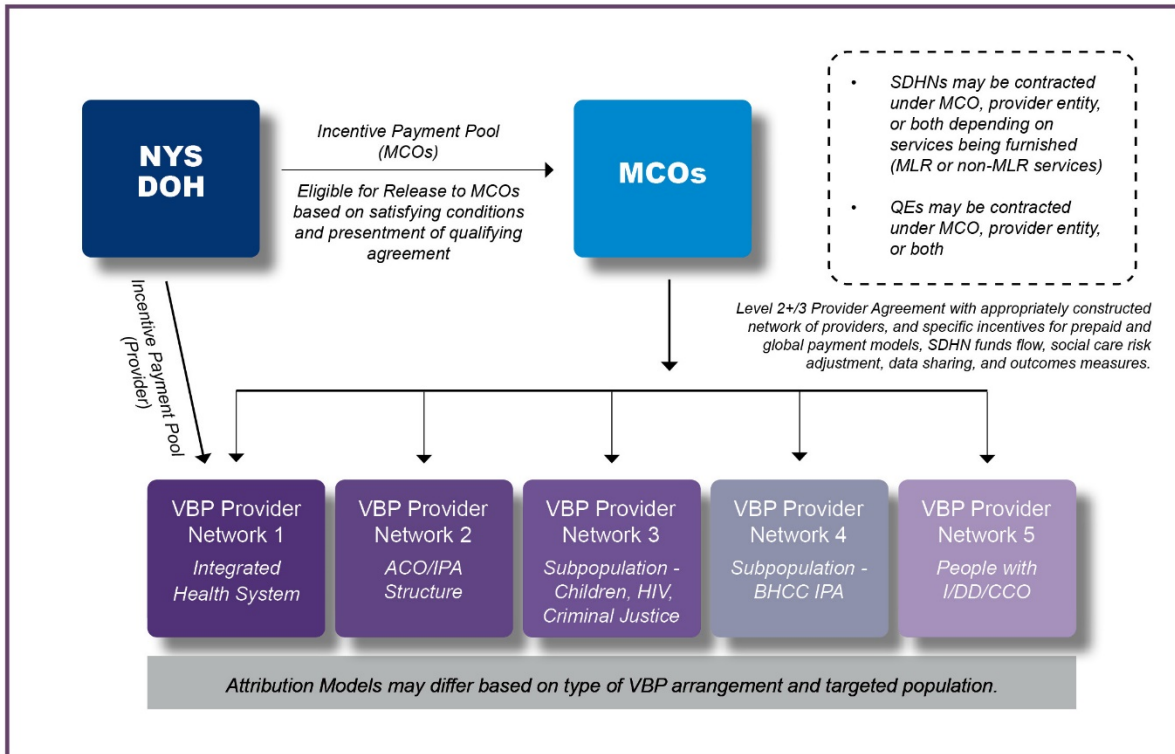 NYS
DOH
Incentive Payment Pool
(MCOs)
Eligible for Release to MCOs
based on satisfying conditions
and presentment of qualifying
agreement
MCOs
• SDHNs may be contracted
under MCO, provider entity,
or both depending on
services being furnished
(MLR or non-MLR services)
• QEs may be contracted
under MCO, provider entity,
or both
Incentive Payment Pool
(Provider)
Level 2+/3 Provider Agreement with appropriately constructed
network of providers, and specific incentives for prepaid and
global payment models, SDHN funds flow, social care risk
adjustment, data sharing, and outcomes measures.
VBP Provider
Network 1
Integrated
Health System
VBP Provider
Network 2
ACO/IPA
Structure
VBP Provider
Network 3
Subpopulation -
Children, HIV,
Criminal Justice
VBP Provider
Network 4
Subpopulation -
BHCC IPA
VBP Provider
Network 5
People with
I/DD/CCO
Attribution Models may differ based on type of VBP arrangement and targeted population.